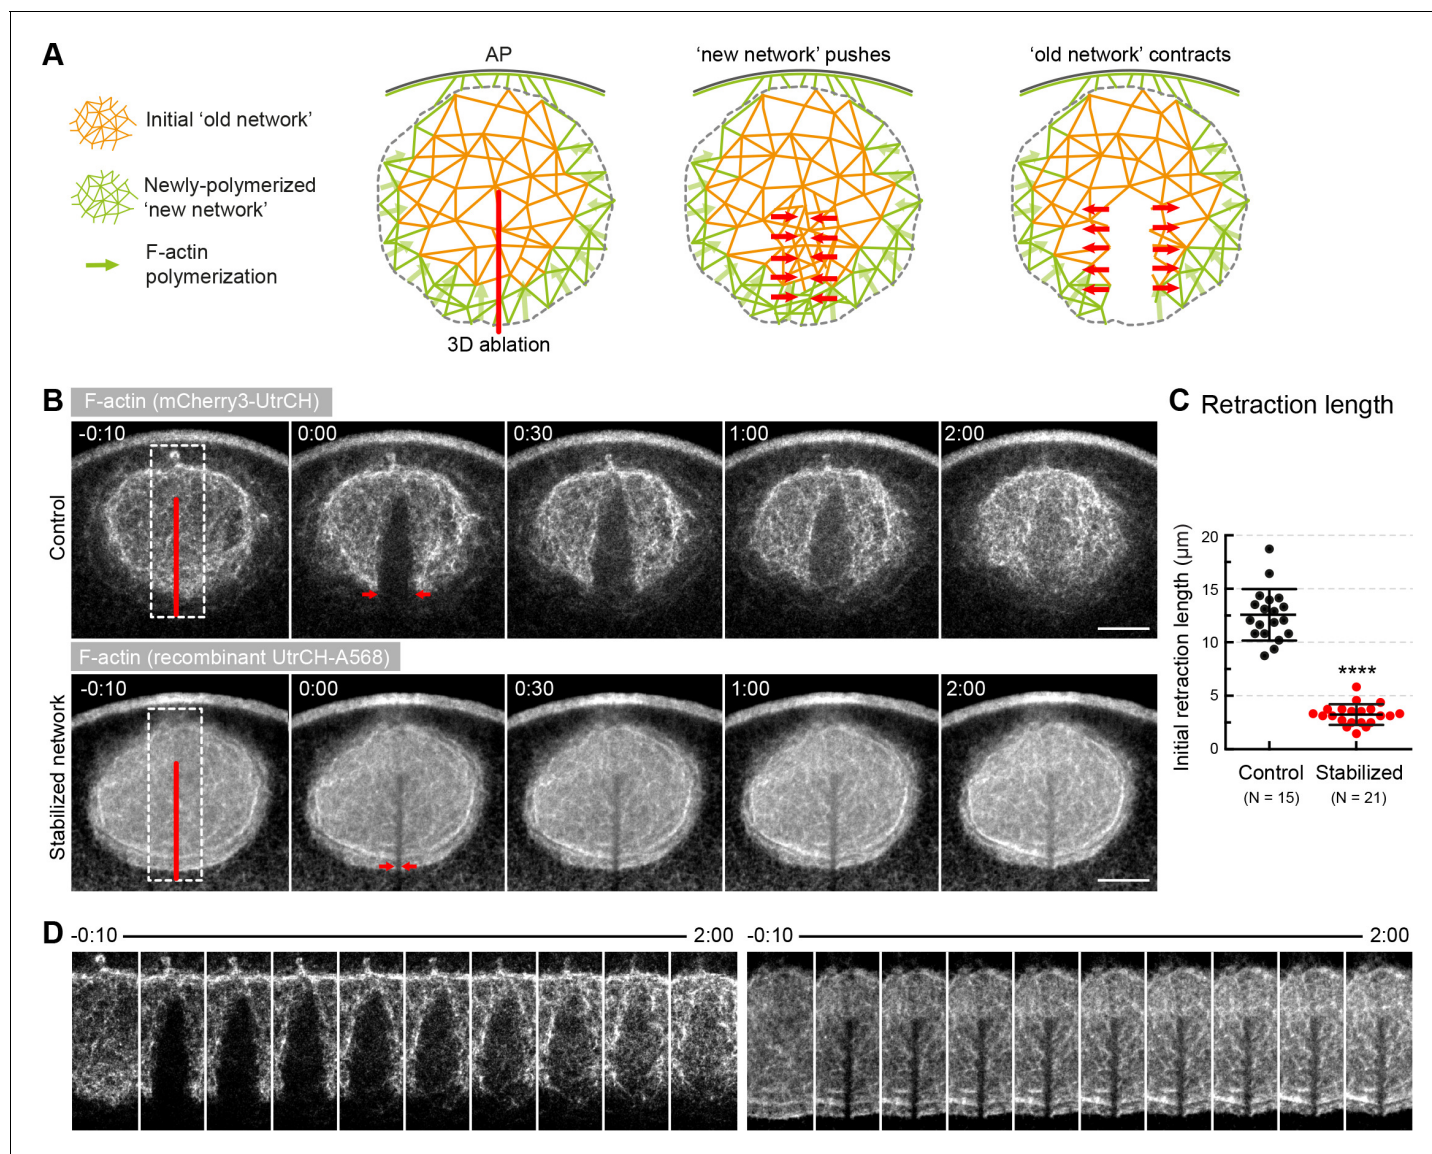 A
Initial 'old network'
Newly-polymerized
'new network'
F-actin
polymerization
AP
'new network' pushes
'old network' contracts
3D ablation
B
F-actin (mCherry3-UtrCH)
Control
-0:10
0:00
0:30
1:00
2:00
F-actin (recombinant UtrCH-A568)
Stabilized network
-0:10
0:00
0:30
1:00
2:00
C Retraction length
Initial retraction length (µm)
20
15
10
5
0
****
Control
(N = 15)
Stabilized
(N = 21)
D
-0:10
2:00
-0:10
2:00